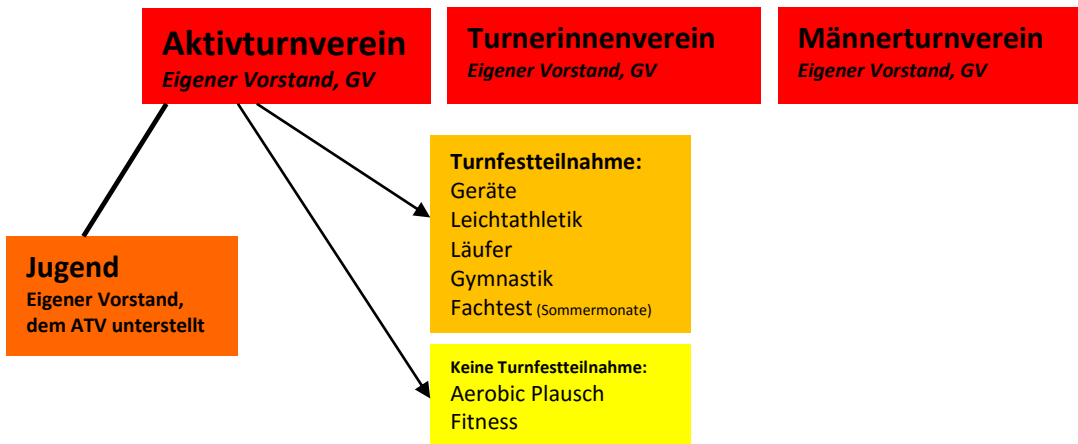 Aktivturnverein
Eigener Vorstand, GV
Turnerinnenverein
Eigener Vorstand, GV
Männerturnverein
Eigener Vorstand, GV
Turnfestteilnahme:
Geräte
Leichtathletik
Läufer
Gymnastik
Fachtest (Sommermonate)
Jugend
Eigener Vorstand,
dem ATV unterstellt
Keine Turnfestteilnahme:
Aerobic Plausch
Fitness